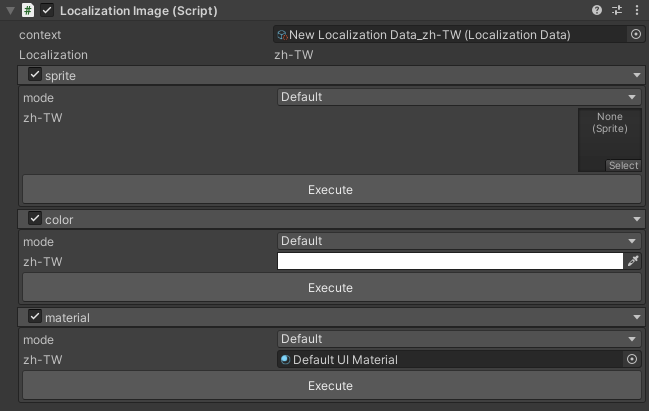 Localization Image (Script)
context New Localization Data_zh-TW (Localization Data)
Localization zh-TW
sprite
mode Default
zh-TW None
(Sprite)
Select
Execute
color
mode Default
zh-TW
Execute
material
mode Default
zh-TW Default UI Material
Execute